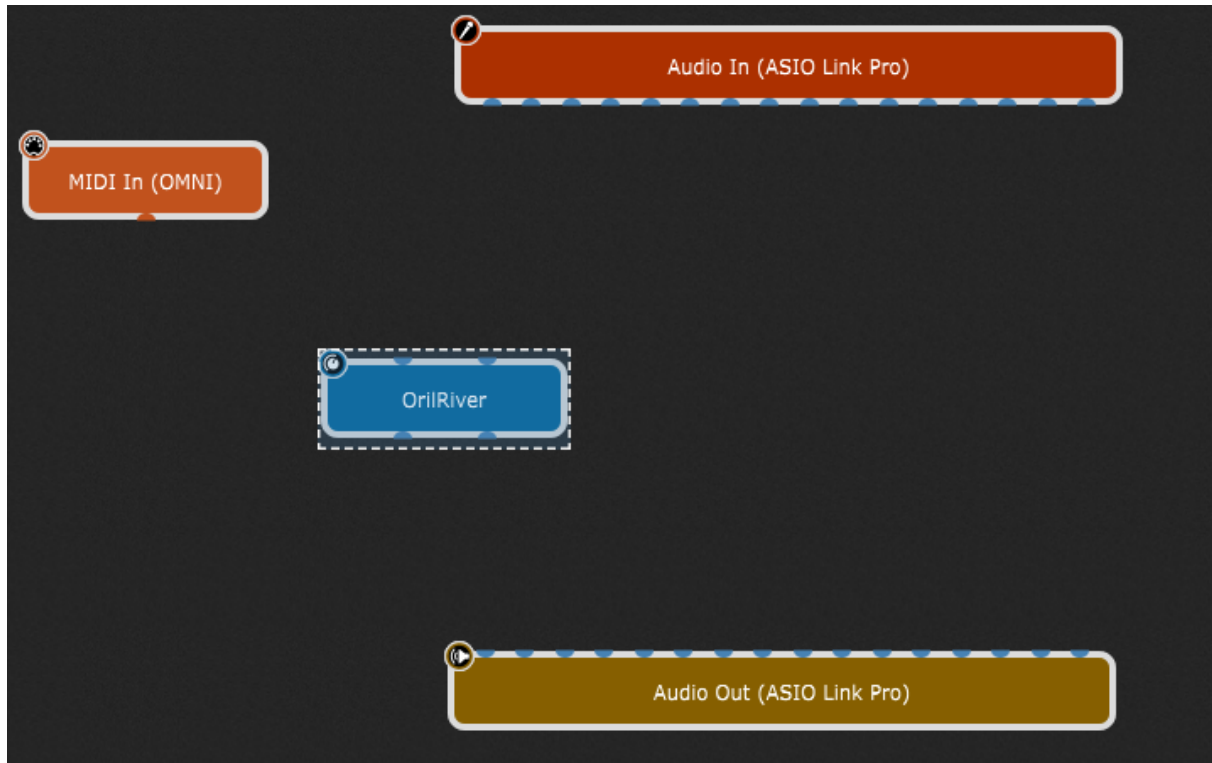 Audio In (ASIO Link Pro)
MIDI In (OMNI)
OrilRiver
Audio Out (ASIO Link Pro)